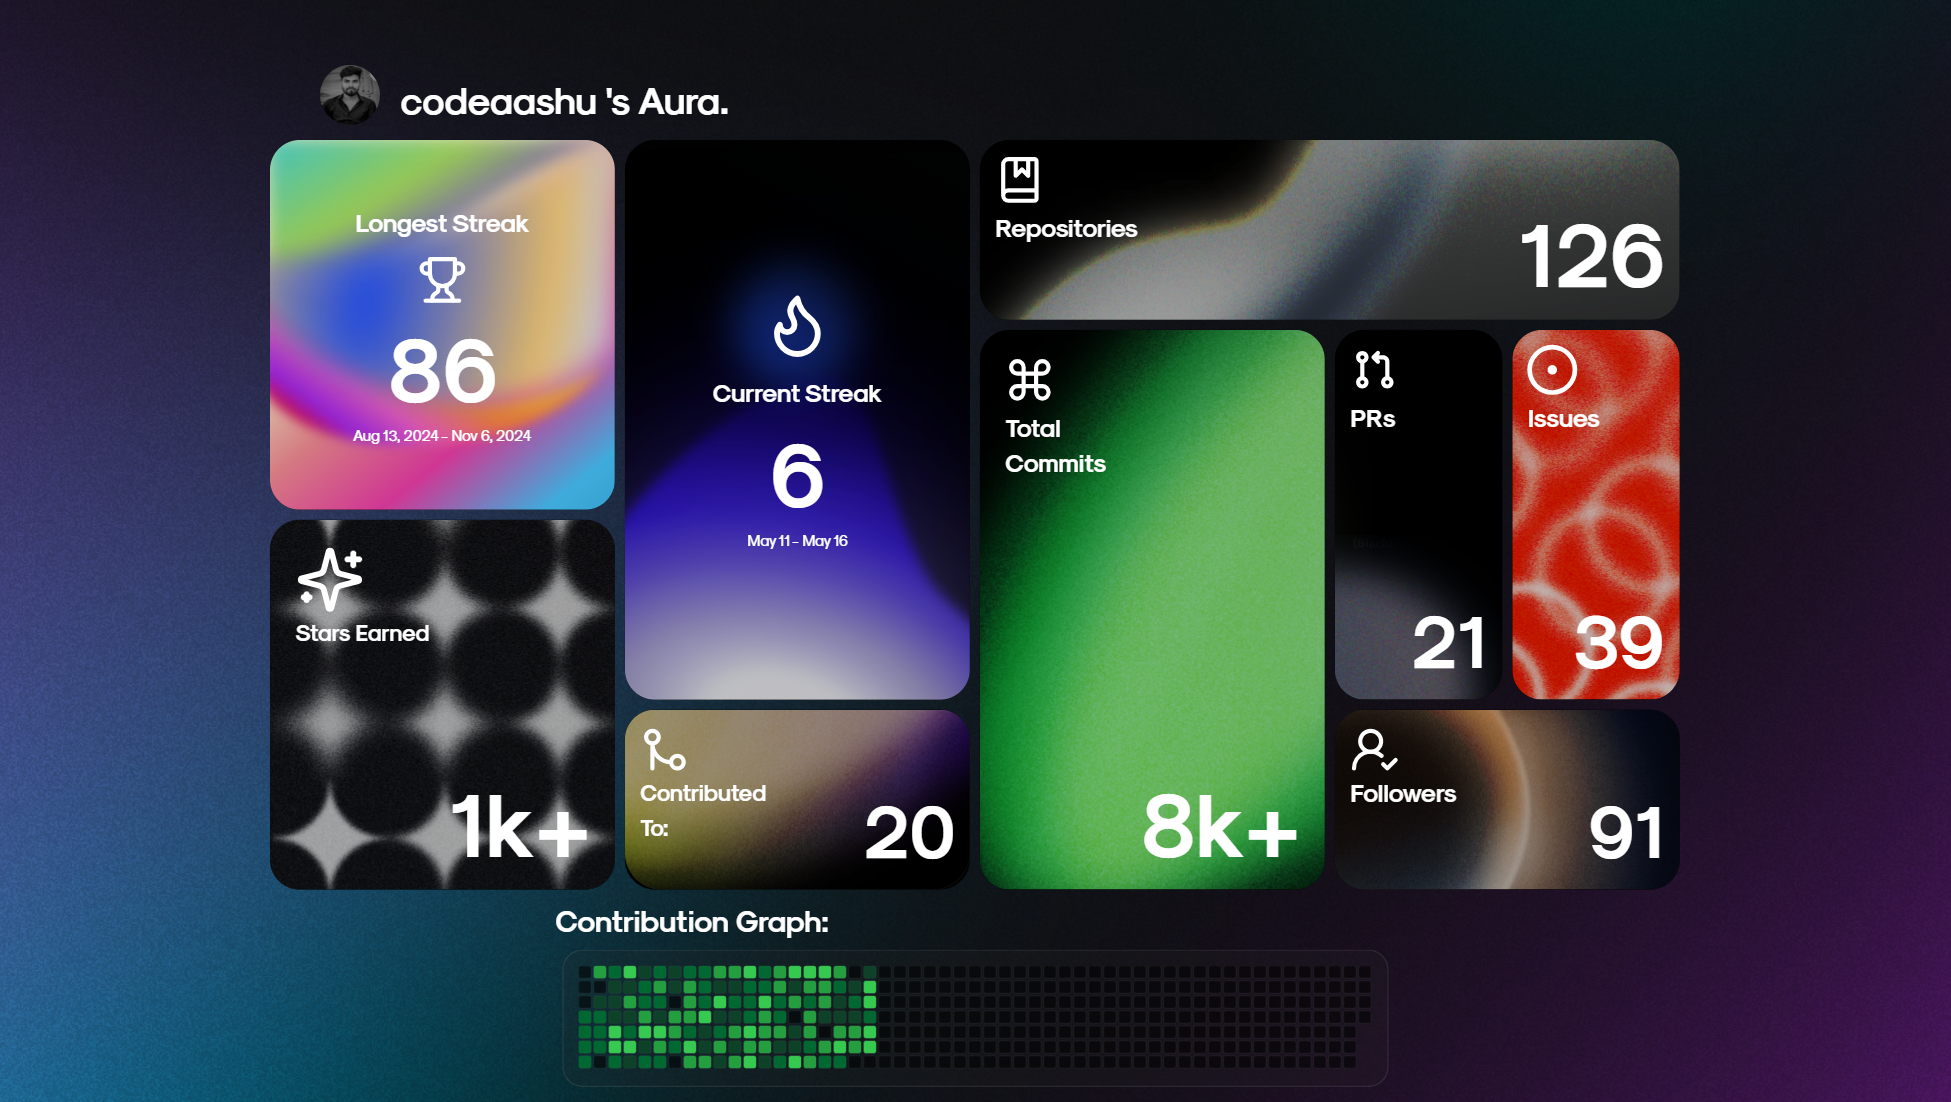 codeaashu 's Aura.
Longest Streak
86
Aug 13, 2024 - Nov 6, 2024
Current Streak
6
May 11 - May 16
Repositories
126
Total
Commits
8k+
PRs
21
Issues
39
Stars Earned
1k+
Contributed
To:
20
Followers
91
Contribution Graph: